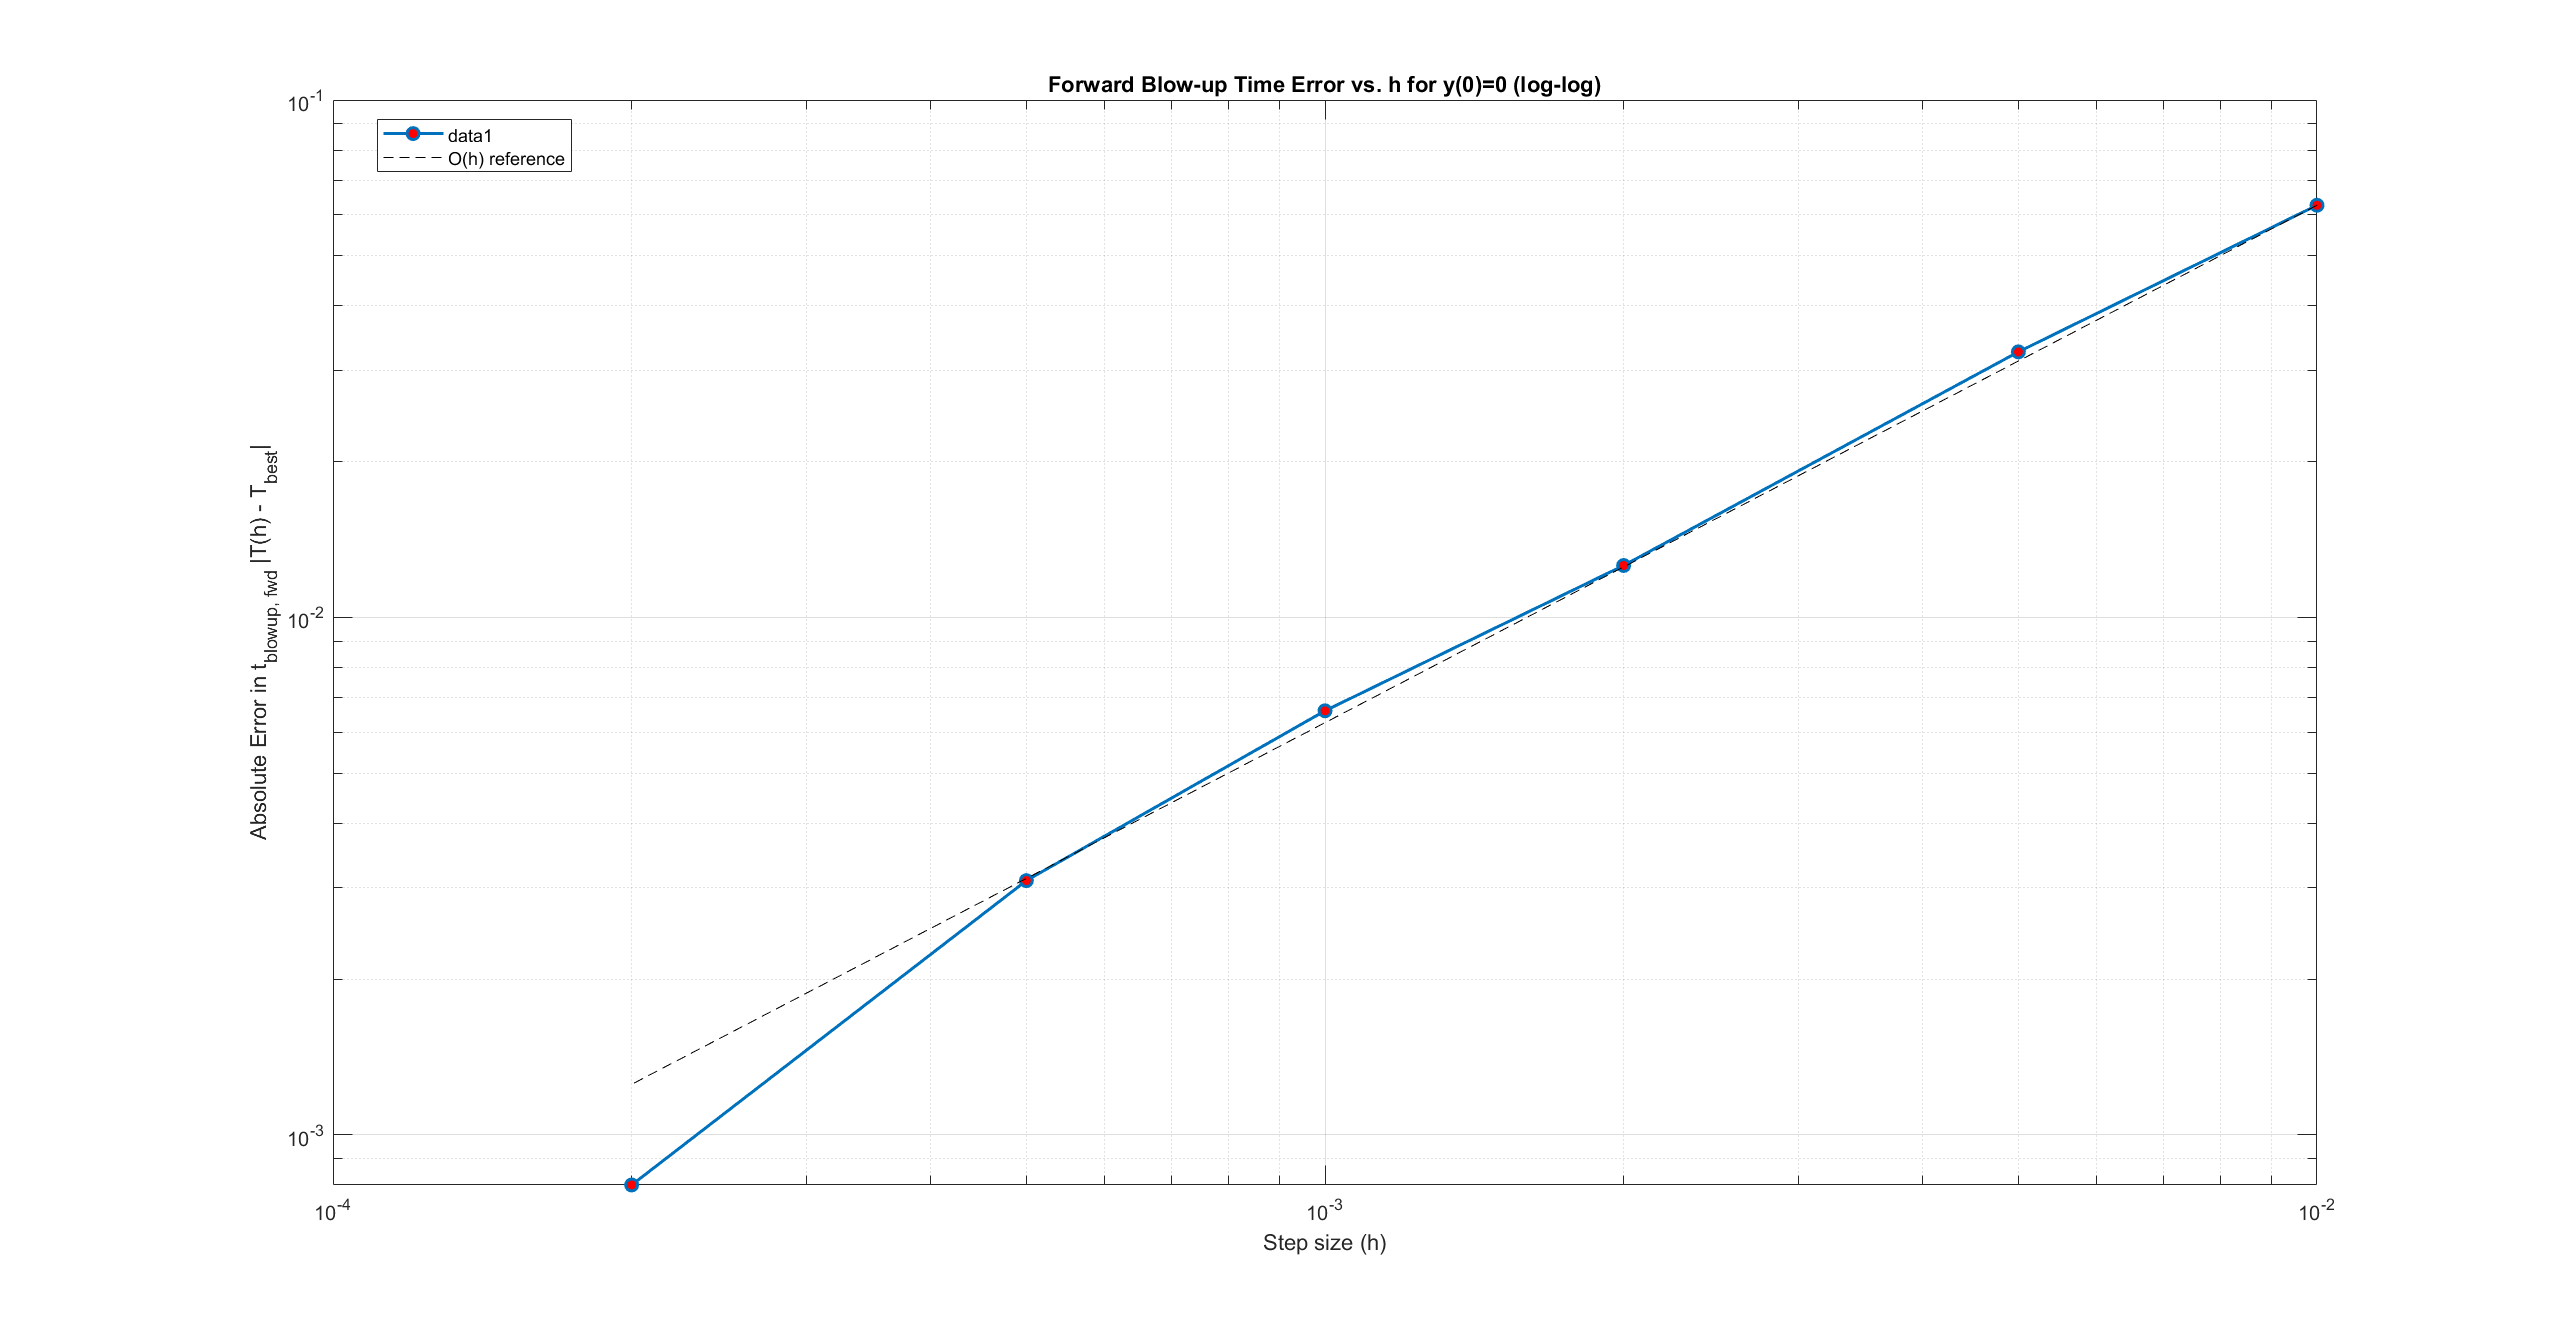 Forward Blow-up Time Error vs. h for y(0)=0 (log-log)
10^-1
data1
O(h) reference
Absolute Error in t_blowup, fwd |T(h) - T_best|
10^-2
10^-3
10^-4
10^-3
10^-2
Step size (h)